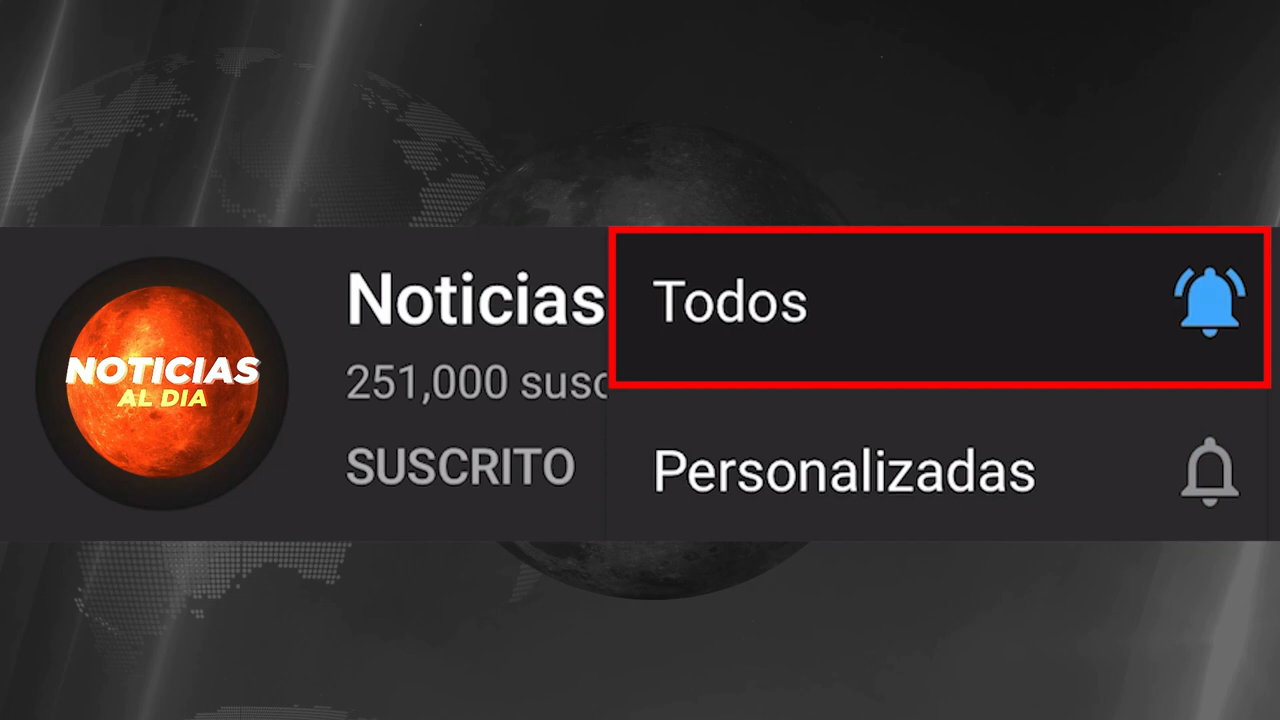 NOTICIAS
AL DIA
Noticias
251,000 susc
SUSCRITO
Todos
Personalizadas